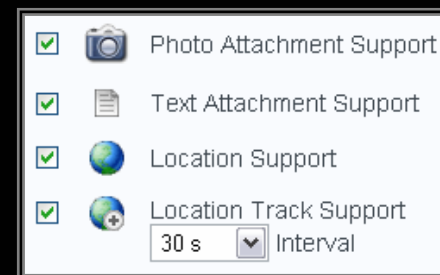 Photo Attachment Support
Text Attachment Support
Location Support
Location Track Support
30 s Interval